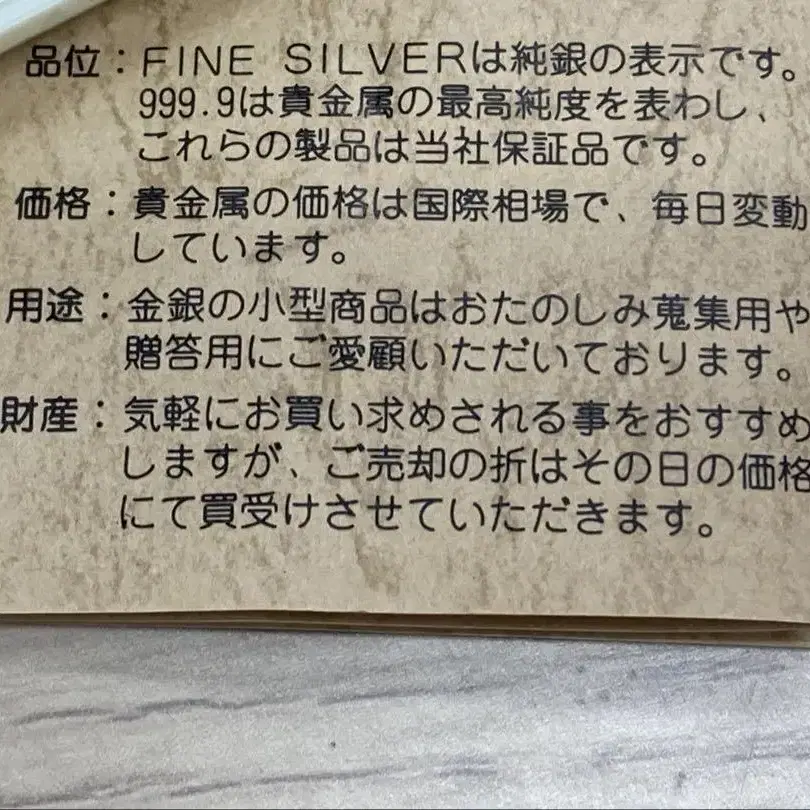 品位：FINE SILVERは純銀の表示です。
999.9は貴金属の最高純度を表わし、
これらの製品は当社保証品です。
価格：貴金属の価格は国際相場で、毎日変動
しています。
用途：金銀の小型商品はおたのしみ蒐集用や
贈答用にご愛顧いただいております。
財産：気軽にお買い求めされる事をおすすめ
しますが、ご売却の折はその日の価格
にて買受けさせていただきます。